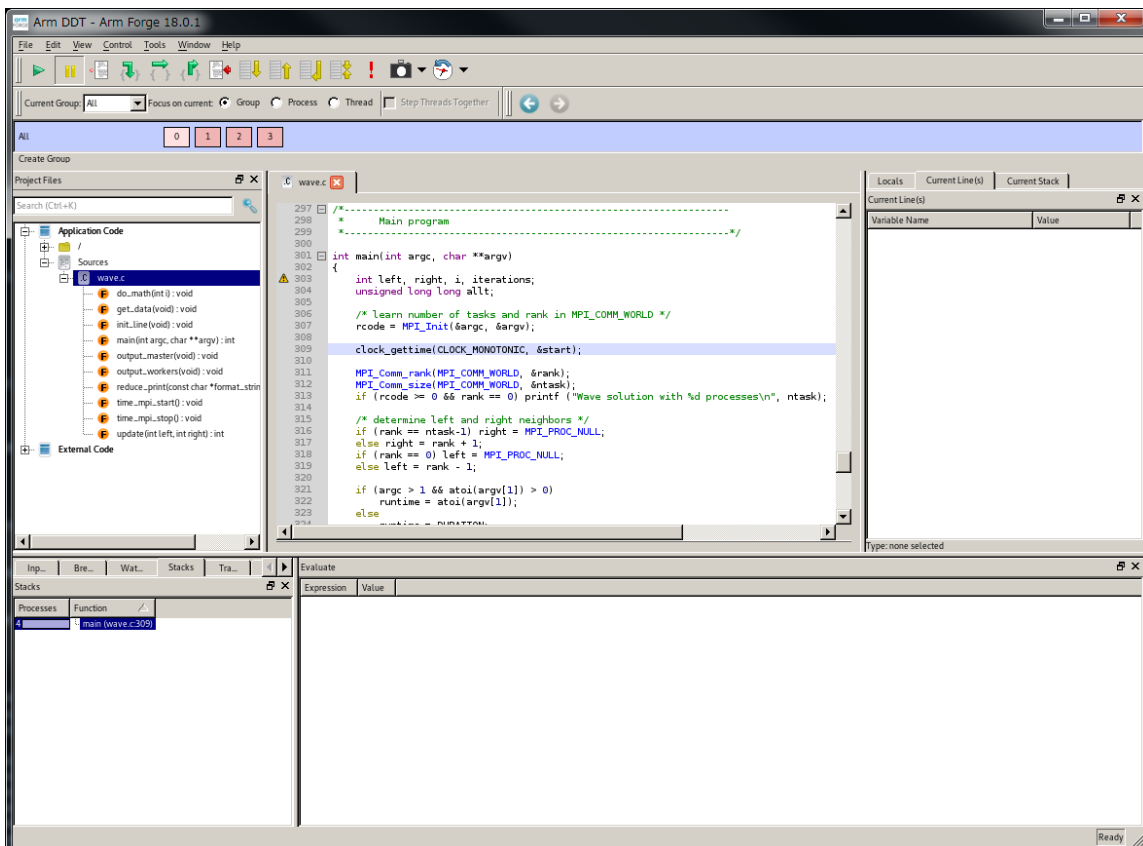 Arm DDT - Arm Forge 18.0.1
File Edit View Control Tools Window Help
Current Group: All Focus on current: Group Process Thread Step Threads Together
All 0 1 2 3
Create Group
Project Files
Search (Ctrl+K)
Application Code
/
Sources
wave.c
do_math(int i) : void
get_data(void) : void
init_line(void) : void
main(int argc, char **argv) : int
output_master(void) : void
output_workers(void) : void
reduce_print(const char *format_strin
time_mpi_start() : void
time_mpi_stop() : void
update(int left, int right) : int
External Code
wave.c
297 /*----------------------------------------------------------------
298 * Main program
299 *----------------------------------------------------------------*/
300
301 int main(int argc, char **argv)
302 {
303 int left, right, i, iterations;
304 unsigned long long allt;
305
306 /* learn number of tasks and rank in MPI_COMM_WORLD */
307 rcode = MPI_Init(&argc, &argv);
308
309 clock_gettime(CLOCK_MONOTONIC, &start);
310
311 MPI_Comm_rank(MPI_COMM_WORLD, &rank);
312 MPI_Comm_size(MPI_COMM_WORLD, &ntask);
313 if (rcode >= 0 && rank == 0) printf ("Wave solution with %d processes\n", ntask);
314
315 /* determine left and right neighbors */
316 if (rank == ntask-1) right = MPI_PROC_NULL;
317 else right = rank + 1;
318 if (rank == 0) left = MPI_PROC_NULL;
319 else left = rank - 1;
320
321 if (argc > 1 && atoi(argv[1]) > 0)
322 runtime = atoi(argv[1]);
323 else
324 runtime = DURATION;
Locals Current Line(s) Current Stack
Current Line(s)
Variable Name Value
Type: none selected
Inp... Bre... Wat... Stacks Tra...
Stacks
Processes Function
4 main (wave.c:309)
Evaluate
Expression Value
Ready